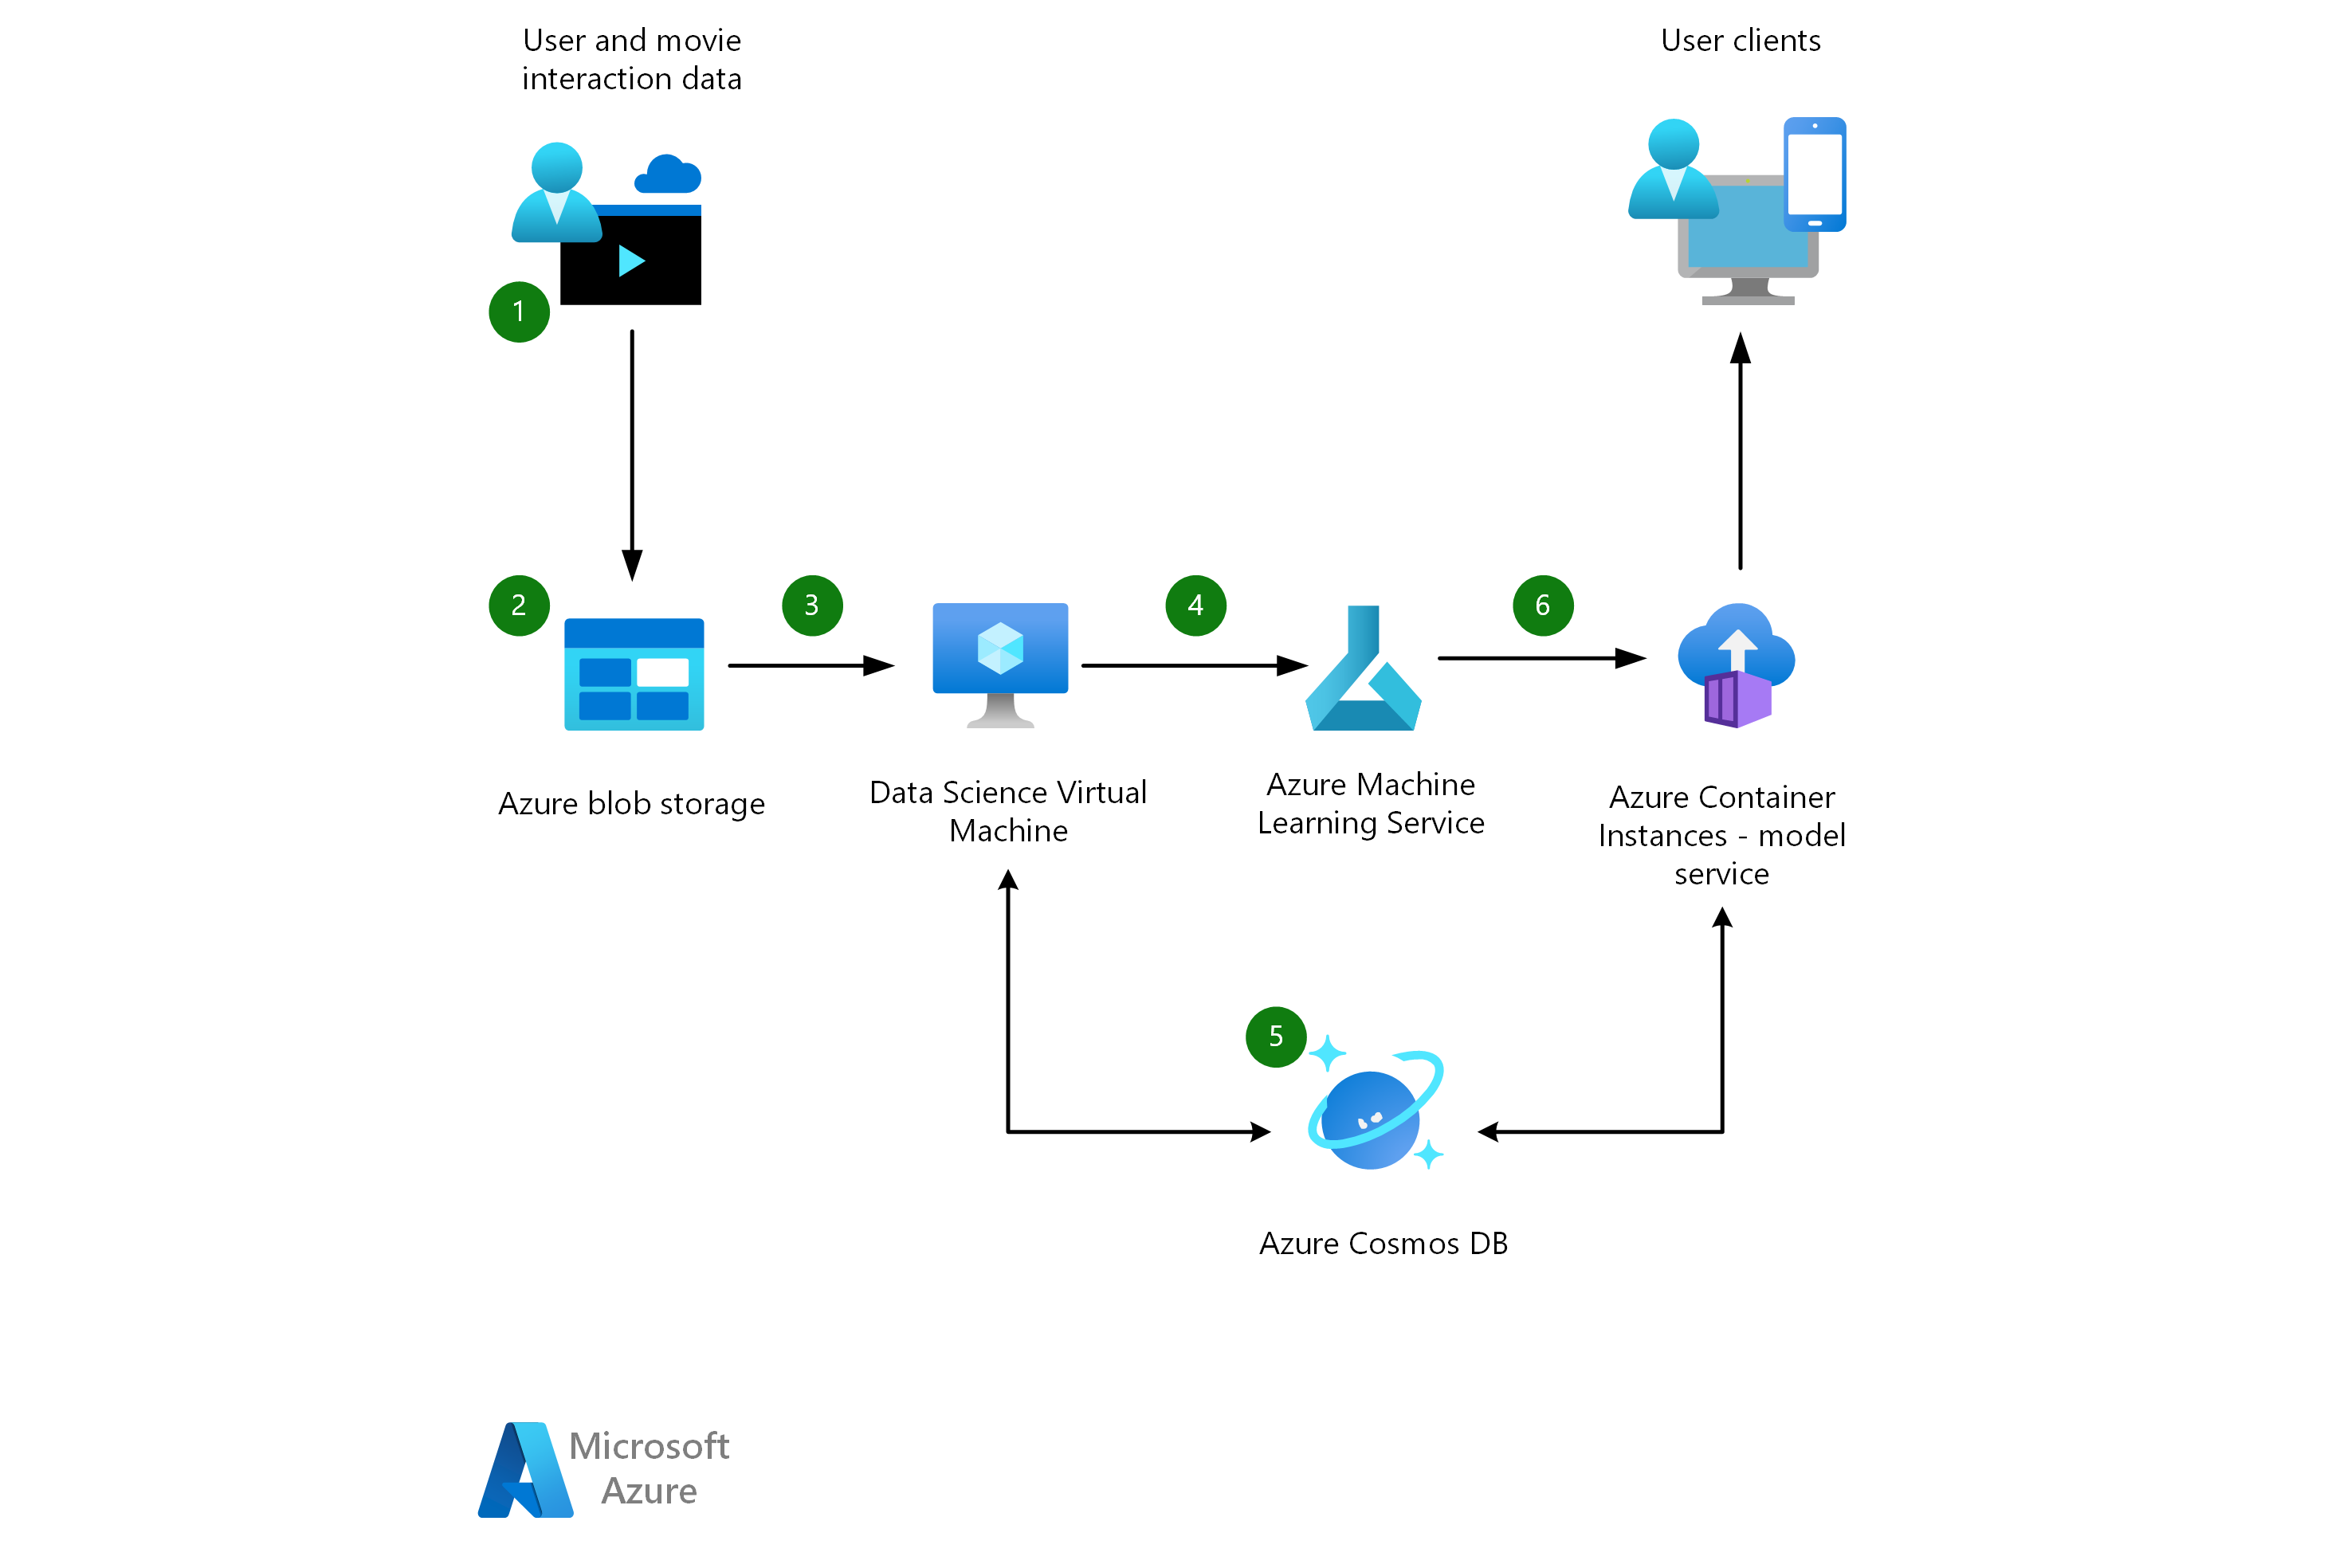 User and movie
interaction data
User clients
1
2
3
4
6
Azure blob storage
Data Science Virtual
Machine
Azure Machine
Learning Service
Azure Container
Instances - model
service
5
Azure Cosmos DB
Microsoft
Azure